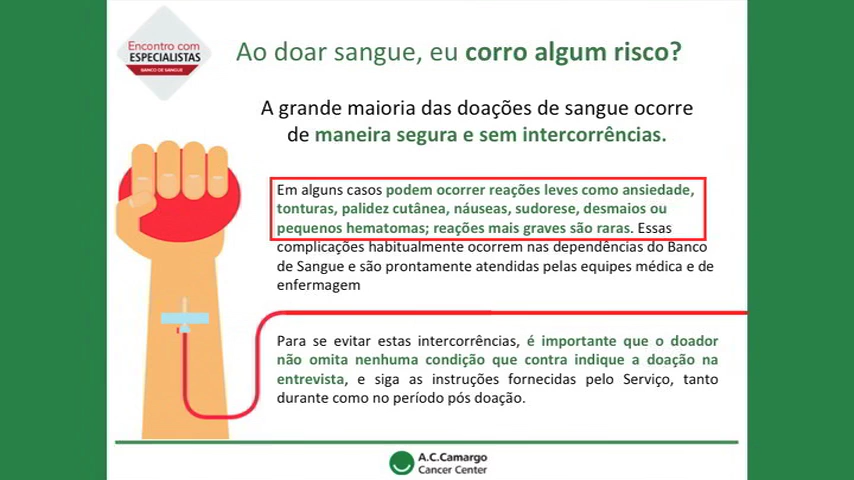 Encontro com
ESPECIALISTAS
BANCO DE SANGUE
Ao doar sangue, eu corro algum risco?
A grande maioria das doações de sangue ocorre
de maneira segura e sem intercorrências.
Em alguns casos podem ocorrer reações leves como ansiedade,
tonturas, palidez cutânea, náuseas, sudorese, desmaios ou
pequenos hematomas; reações mais graves são raras. Essas
complicações habitualmente ocorrem nas dependências do Banco
de Sangue e são prontamente atendidas pelas equipes médica e de
enfermagem
Para se evitar estas intercorrências, é importante que o doador
não omita nenhuma condição que contra indique a doação na
entrevista, e siga as instruções fornecidas pelo Serviço, tanto
durante como no período pós doação.
A.C.Camargo
Cancer Center